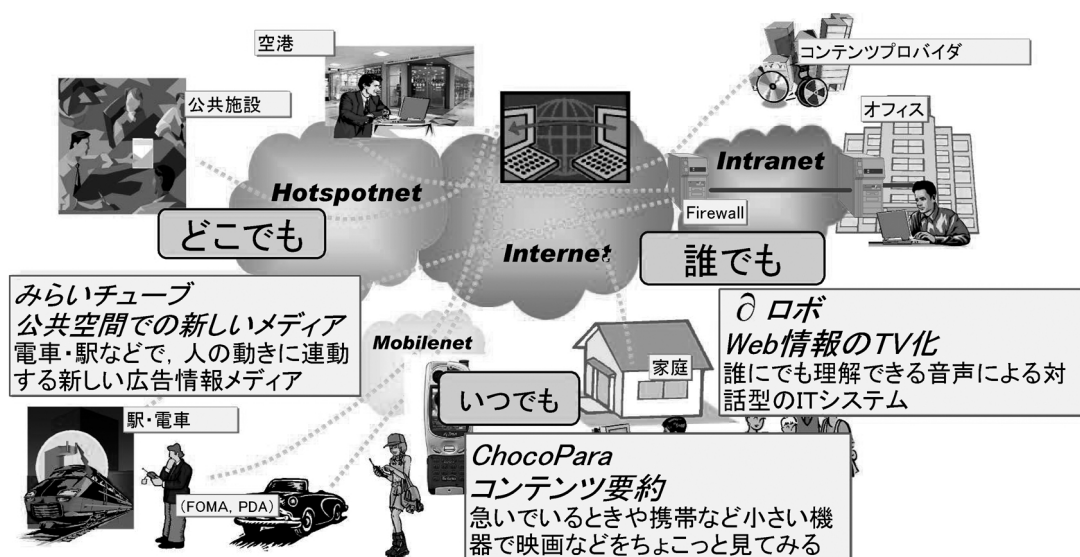 空港
コンテンツプロバイダ
公共施設
オフィス
Intranet
Hotspotnet
Firewall
どこでも
Internet
誰でも
みらいチューブ
公共空間での新しいメディア
電車・駅などで, 人の動きに連動
する新しい広告情報メディア
Mobilenet
家庭
∂ ロボ
Web情報のTV化
誰にでも理解できる音声による対
話型のITシステム
いつでも
駅・電車
(FOMA, PDA)
ChocoPara
コンテンツ要約
急いでいるときや携帯など小さい機
器で映画などをちょこっと見てみる